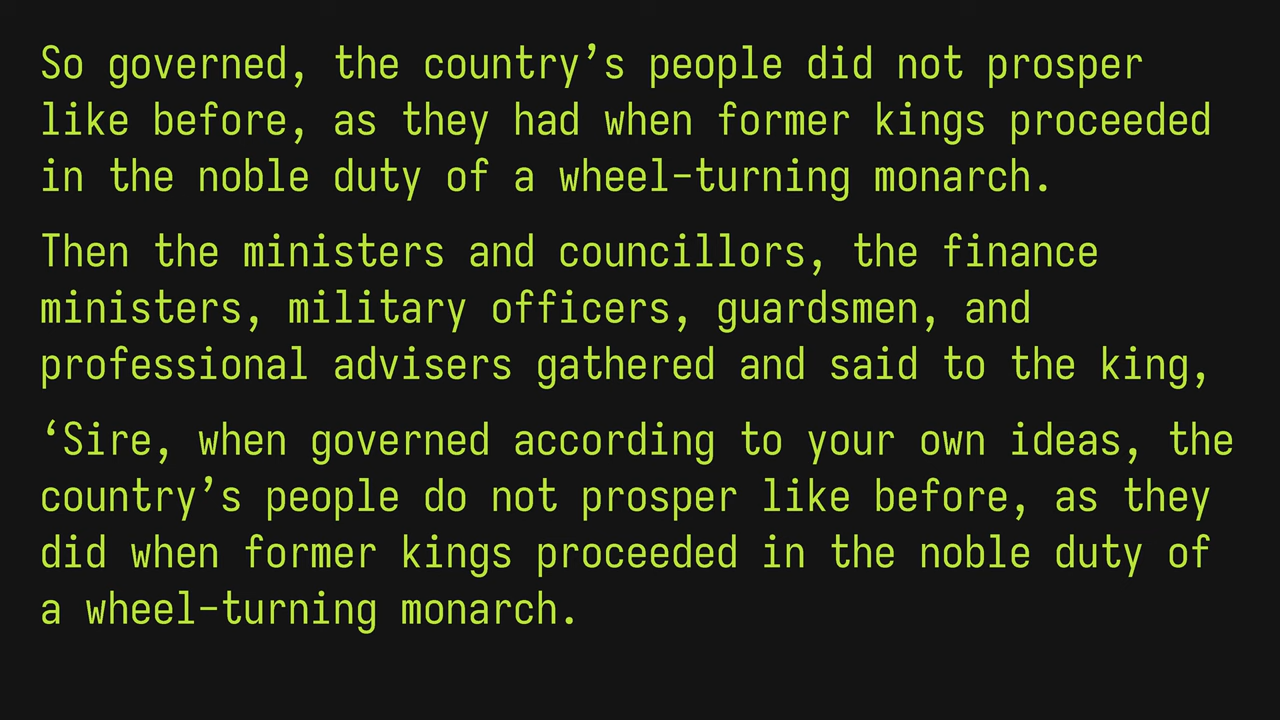 So governed, the country’s people did not prosper
like before, as they had when former kings proceeded
in the noble duty of a wheel-turning monarch.
Then the ministers and councillors, the finance
ministers, military officers, guardsmen, and
professional advisers gathered and said to the king,
‘Sire, when governed according to your own ideas, the
country’s people do not prosper like before, as they
did when former kings proceeded in the noble duty of
a wheel-turning monarch.